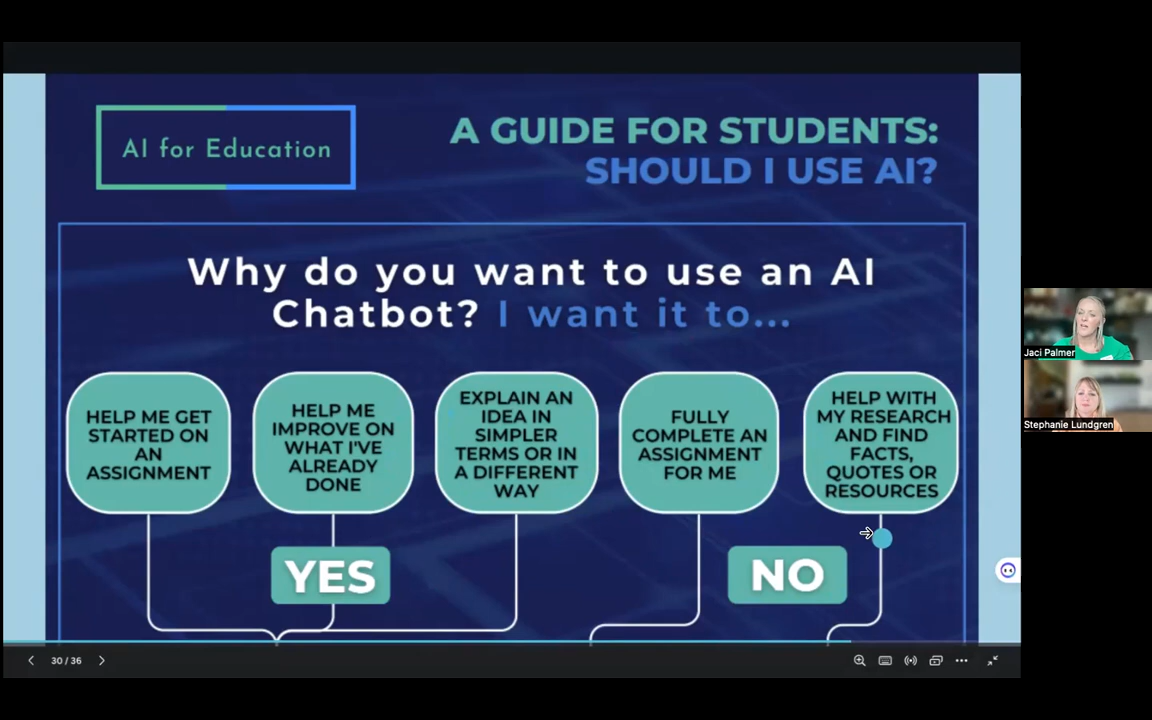 AI for Education
A GUIDE FOR STUDENTS:
SHOULD I USE AI?
Why do you want to use an AI
Chatbot? I want it to...
HELP ME GET
STARTED ON
AN
ASSIGNMENT
HELP ME
IMPROVE ON
WHAT I'VE
ALREADY
DONE
EXPLAIN AN
IDEA IN
SIMPLER
TERMS OR IN
A DIFFERENT
WAY
FULLY
COMPLETE AN
ASSIGNMENT
FOR ME
HELP WITH
MY RESEARCH
AND FIND
FACTS,
QUOTES OR
RESOURCES
YES
NO
30 / 36
Jaci Palmer
Stephanie Lundgren